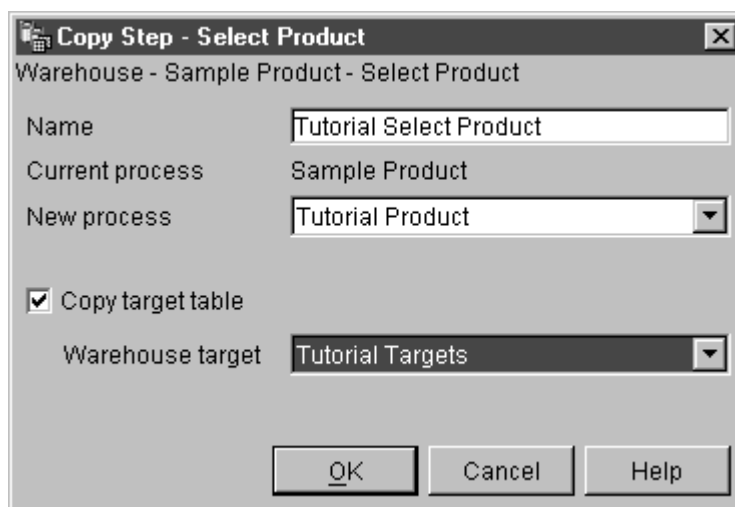 Copy Step - Select Product
Warehouse - Sample Product - Select Product
Name Tutorial Select Product
Current process Sample Product
New process Tutorial Product
Copy target table
Warehouse target Tutorial Targets
OK Cancel Help